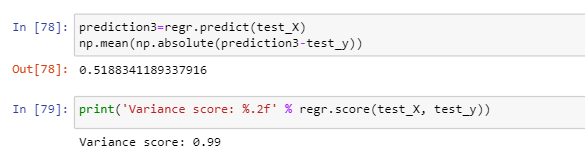 In [78]: prediction3=regr.predict(test_X)
np.mean(np.absolute(prediction3-test_y))
Out[78]: 0.5188341189337916
In [79]: print('Variance score: %.2f' % regr.score(test_X, test_y))
Variance score: 0.99